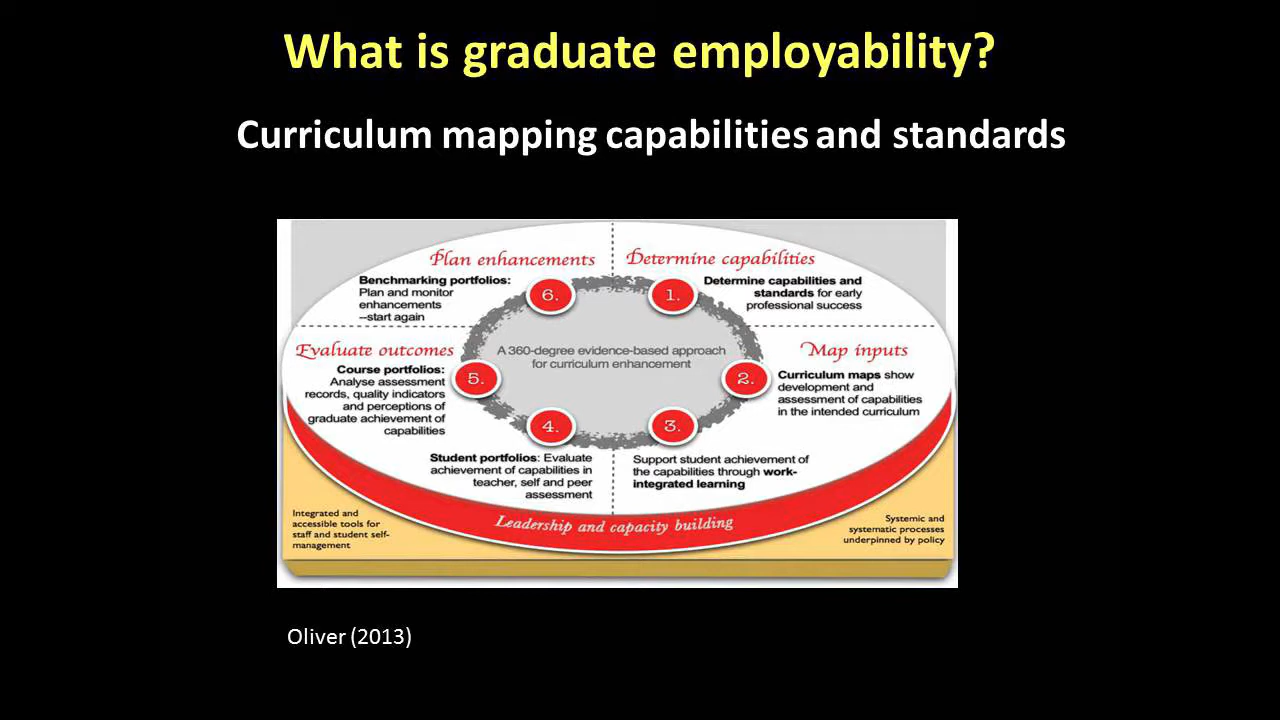 What is graduate employability?
Curriculum mapping capabilities and standards
Plan enhancements
Benchmarking portfolios:
Plan and monitor
enhancements
--start again
6.
Determine capabilities
1.
Determine capabilities and
standards for early
professional success
Evaluate outcomes
Course portfolios:
Analyse assessment
records, quality indicators
and perceptions of
graduate achievement of
capabilities
5.
A 360-degree evidence-based approach
for curriculum enhancement
Map inputs
2.
Curriculum maps show
development and
assessment of capabilities
in the intended curriculum
4.
Student portfolios: Evaluate
achievement of capabilities in
teacher, self and peer
assessment
3.
Support student achievement of
the capabilities through work-
integrated learning
Leadership and capacity building
Integrated and
accessible tools for
staff and student self-
management
Systemic and
systematic processes
underpinned by policy
Oliver (2013)